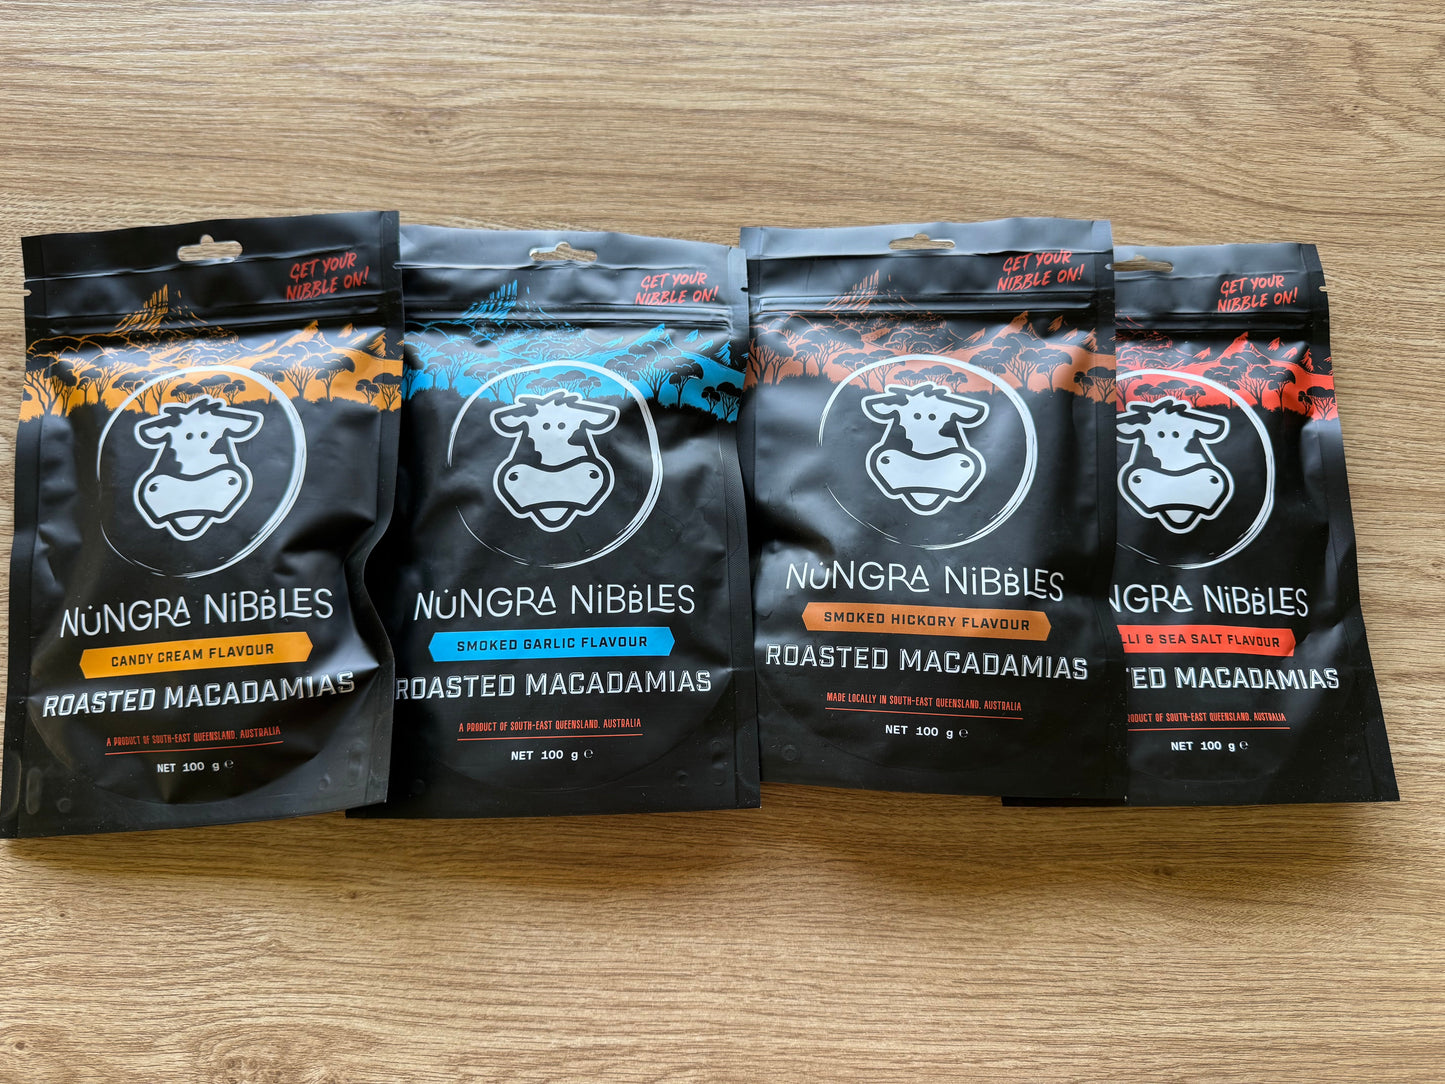 GET YOUR
NIBBLE ON!
NUNGRA NIBBLES
CANDY CREAM FLAVOUR
ROASTED MACADAMIAS
A PRODUCT OF SOUTH-EAST QUEENSLAND, AUSTRALIA
NET 100 g ℮
GET YOUR
NIBBLE ON!
NUNGRA NIBBLES
SMOKED GARLIC FLAVOUR
ROASTED MACADAMIAS
A PRODUCT OF SOUTH-EAST QUEENSLAND, AUSTRALIA
NET 100 g ℮
GET YOUR
NIBBLE ON!
NUNGRA NIBBLES
SMOKED HICKORY FLAVOUR
ROASTED MACADAMIAS
MADE LOCALLY IN SOUTH-EAST QUEENSLAND, AUSTRALIA
NET 100 g ℮
GET YOUR
NIBBLE ON!
NGRA NIBBLES
LLI & SEA SALT FLAVOUR
TED MACADAMIAS
RODUCT OF SOUTH-EAST QUEENSLAND, AUSTRALIA
NET 100 g ℮